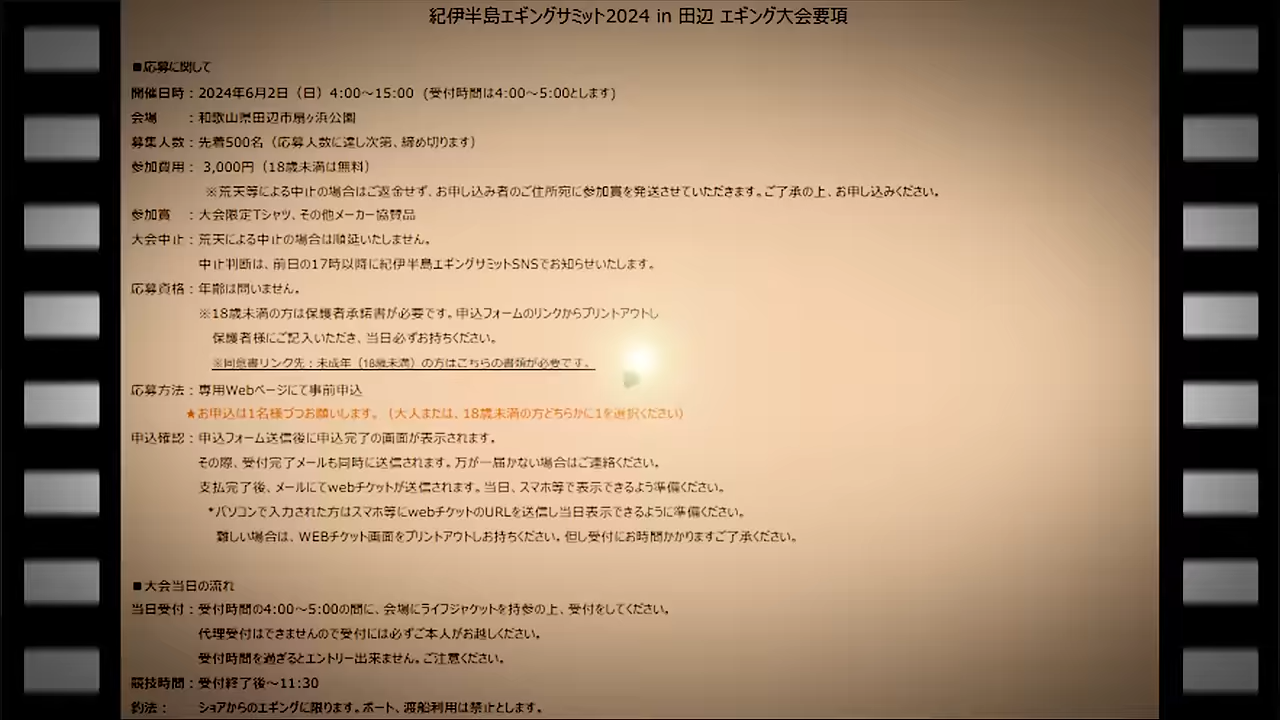 紀伊半島エギングサミット2024 in 田辺 エギング大会要項
■応募に関して
開催日時：2024年6月2日（日）4:00～15:00（受付時間は4:00～5:00とします）
会場　　：和歌山県田辺市扇ヶ浜公園
募集人数：先着500名（応募人数に達し次第、締め切ります）
参加費用： 3,000円（18歳未満は無料）
※荒天等による中止の場合はご返金せず、お申し込み者のご住所宛に参加賞を発送させていただきます。ご了承の上、お申し込みください。
参加賞　：大会限定Tシャツ、その他メーカー協賛品
大会中止：荒天による中止の場合は順延いたしません。
中止判断は、前日の17時以降に紀伊半島エギングサミットSNSでお知らせいたします。
応募資格：年齢は問いません。
※18歳未満の方は保護者承諾書が必要です。申込フォームのリンクからプリントアウトし
保護者様にご記入いただき、当日必ずお持ちください。
※同意書リンク先：未成年（18歳未満）の方はこちらの書類が必要です。
応募方法：専用Webページにて事前申込
★お申込は1名様づつお願いします。（大人または、18歳未満の方どちらかに1を選択ください）
申込確認：申込フォーム送信後に申込完了の画面が表示されます。
その際、受付完了メールも同時に送信されます。万が一届かない場合はご連絡ください。
支払完了後、メールにてwebチケットが送信されます。当日、スマホ等で表示できるよう準備ください。
*パソコンで入力された方はスマホ等にwebチケットのURLを送信し当日表示できるように準備ください。
難しい場合は、WEBチケット画面をプリントアウトしお持ちください。但し受付にお時間かかりますご了承ください。
■大会当日の流れ
当日受付：受付時間の4:00～5:00の間に、会場にライフジャケットを持参の上、受付をしてください。
代理受付はできませんので受付には必ずご本人がお越しください。
受付時間を過ぎるとエントリー出来ません。ご注意ください。
競技時間：受付終了後～11:30
釣法：　　ショアからのエギングに限ります。ボート、渡船利用は禁止とします。